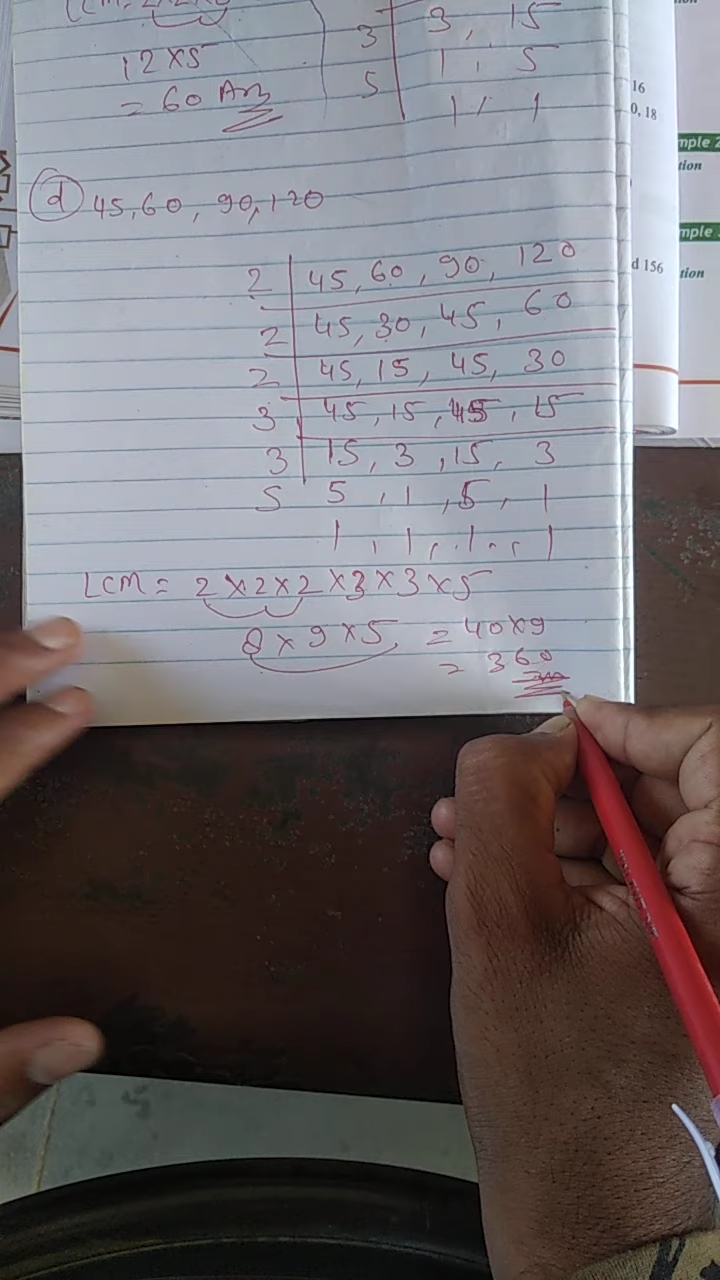 12 × 5
= 60 Ans
3 | 3, 15
5 | 1, 5
1, 1
16
0, 18
mple 2
tion
mple
d 156
tion
(d) 45, 60, 90, 120
2 | 45, 60, 90, 120
2 | 45, 30, 45, 60
2 | 45, 15, 45, 30
3 | 45, 15, 45, 15
3 | 15, 3, 15, 3
5 5, 1, 5, 1
1, 1, 1, 1
LCM = 2 × 2 × 2 × 3 × 3 × 5
8 × 9 × 5 = 40 × 9
= 360